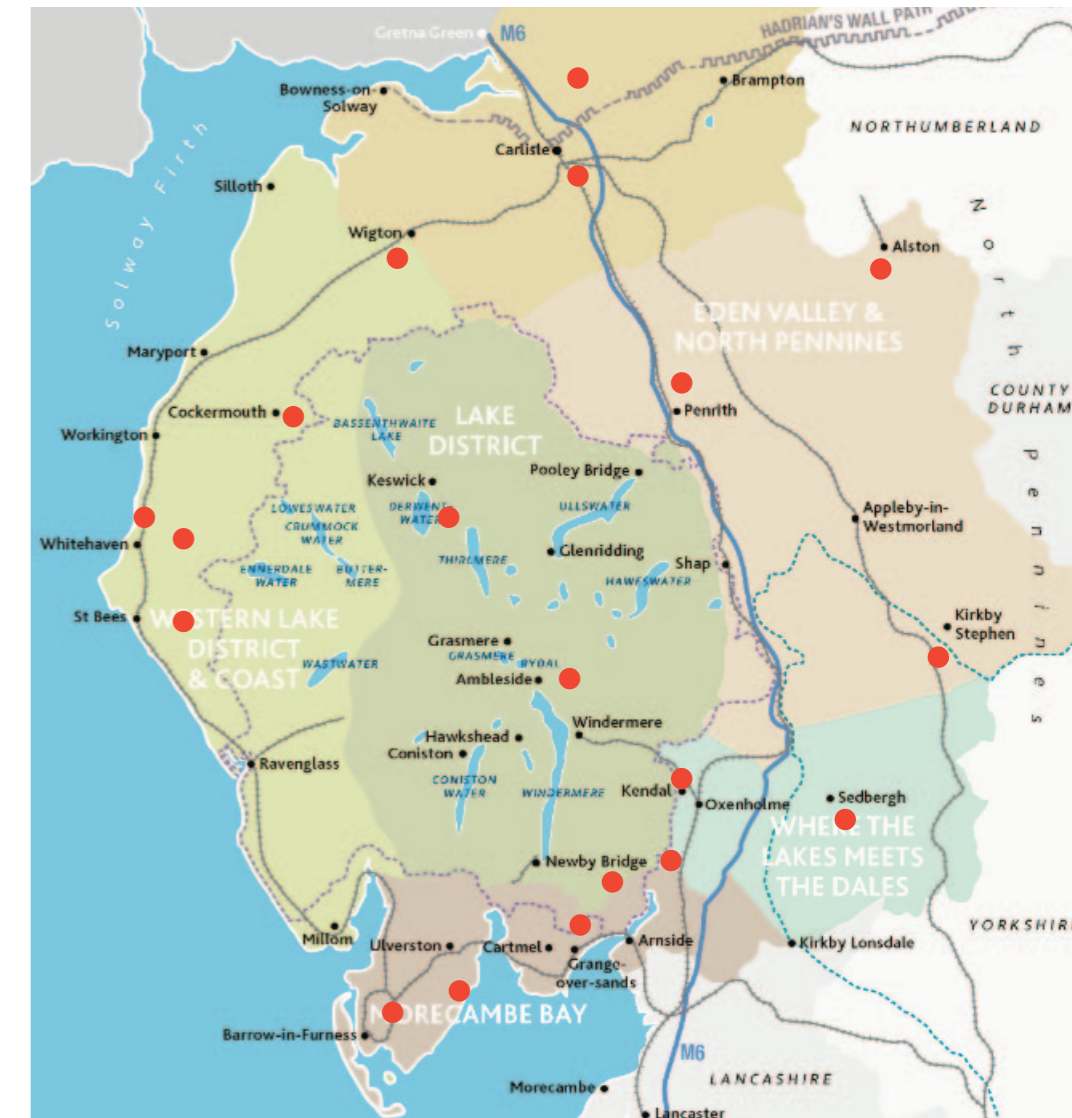 Gretna Green
M6
HADRIAN'S WALL PATH
Bowness-on-
Solway
Brampton
NORTHUMBERLAND
Carlisle
Solway Firth
Silloth
Wigton
Alston
North Pennines
EDEN VALLEY &
NORTH PENNINES
Maryport
COUNTY
DURHAM
Cockermouth
BASSENTHWAITE
LAKE
LAKE
DISTRICT
Penrith
Workington
Keswick
Pooley Bridge
DERWENT
WATER
ULLSWATER
LOWESWATER
CRUMMOCK
WATER
Appleby-in-
Westmorland
Whitehaven
Glenridding
THIRLMERE
Shap
ENNERDALE
WATER
BUTTER-
MERE
HAWESWATER
St Bees
WESTERN LAKE
DISTRICT
& COAST
Kirkby
Stephen
Grasmere
GRASMERE
RYDAL
WASTWATER
Ambleside
Windermere
Hawkshead
Coniston
Ravenglass
CONISTON
WATER
WINDERMERE
Kendal
Oxenholme
Sedbergh
WHERE THE
LAKES MEETS
THE DALES
Newby Bridge
Millom
Ulverston
Cartmel
Arnside
Kirkby Lonsdale
YORKSHIRE
Grange-
over-sands
MORECAMBE BAY
Barrow-in-Furness
M6
LANCASHIRE
Morecambe
Lancaster